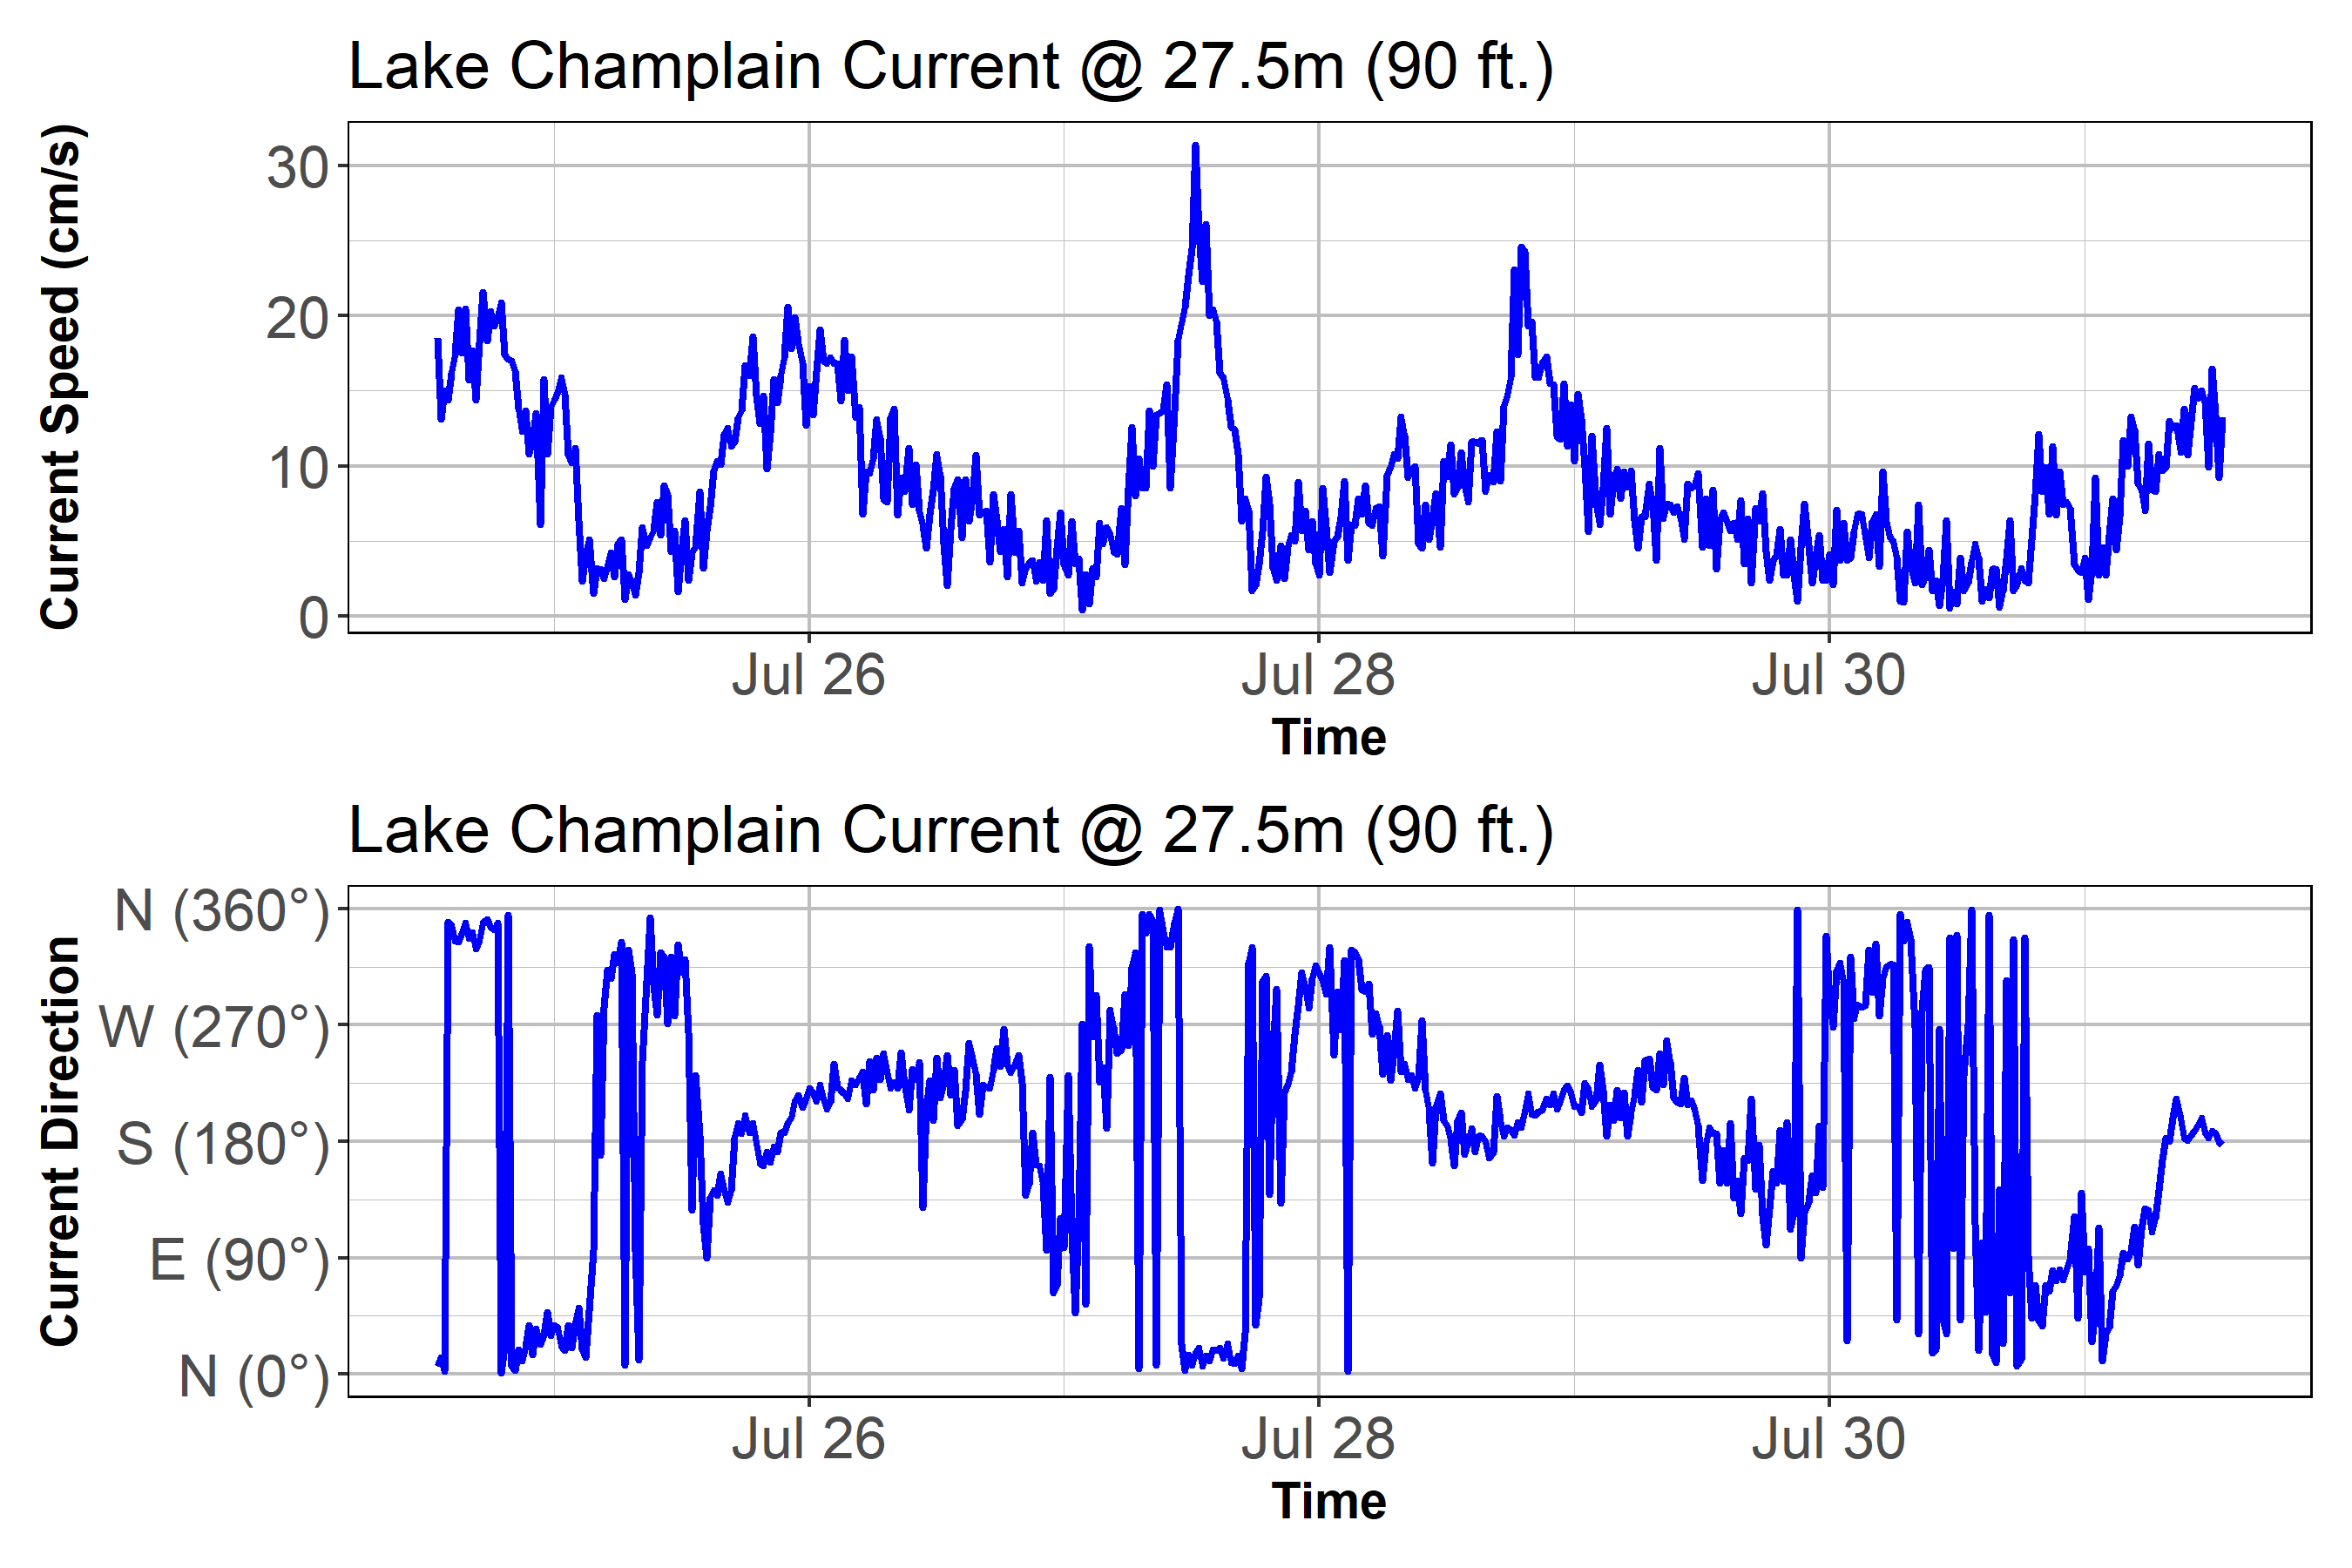 Lake Champlain Current @ 27.5m (90 ft.)
Current Speed (cm/s)
30
20
10
0
Jul 26 Jul 28 Jul 30
Time
Lake Champlain Current @ 27.5m (90 ft.)
Current Direction
N (360°)
W (270°)
S (180°)
E (90°)
N (0°)
Jul 26 Jul 28 Jul 30
Time